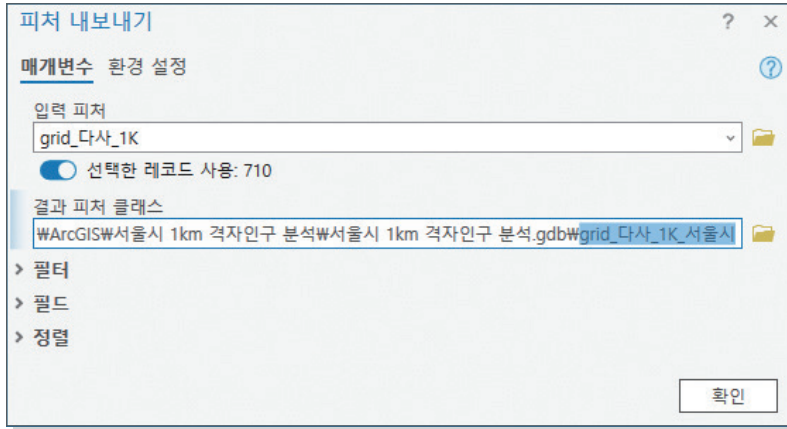 피처 내보내기 ? ×
매개변수 환경 설정 ?
입력 피처
grid_다사_1K
선택한 레코드 사용: 710
결과 피처 클래스
₩ArcGIS₩서울시 1km 격자인구 분석₩서울시 1km 격자인구 분석.gdb₩grid_다사_1K_서울시
> 필터
> 필드
> 정렬
확인